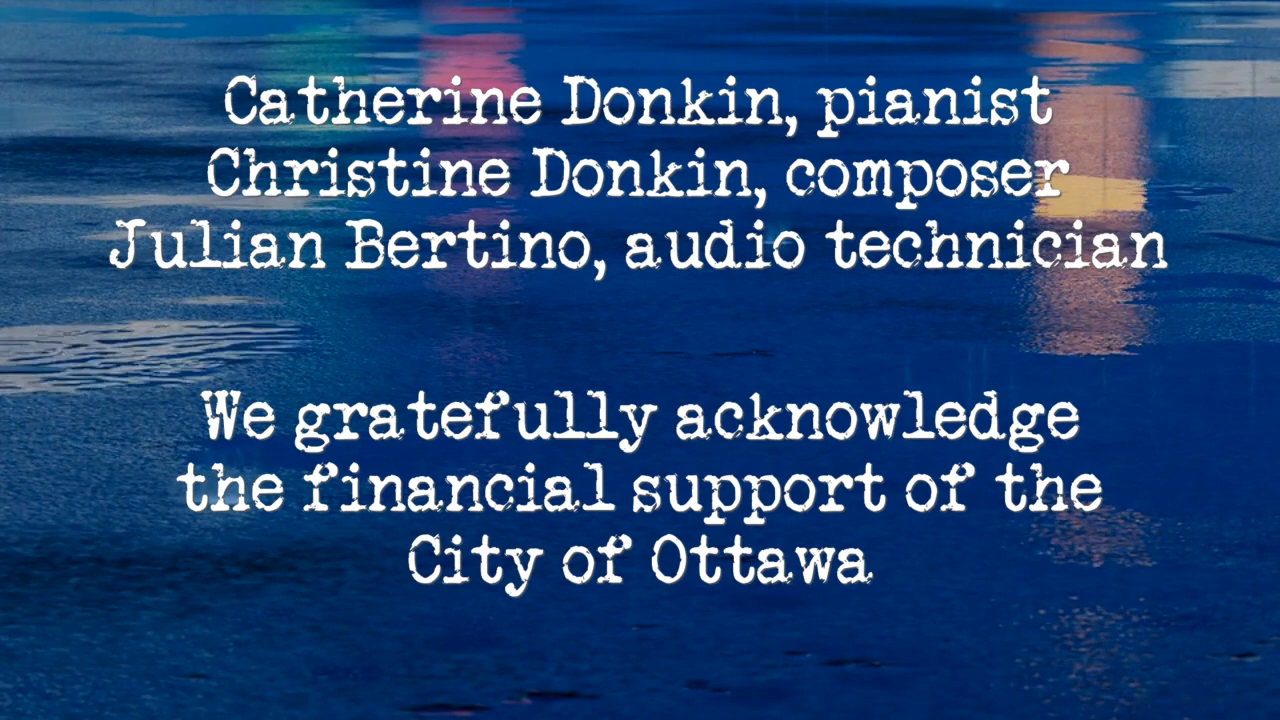 Catherine Donkin, pianist
Christine Donkin, composer
Julian Bertino, audio technician
We gratefully acknowledge
the financial support of the
City of Ottawa